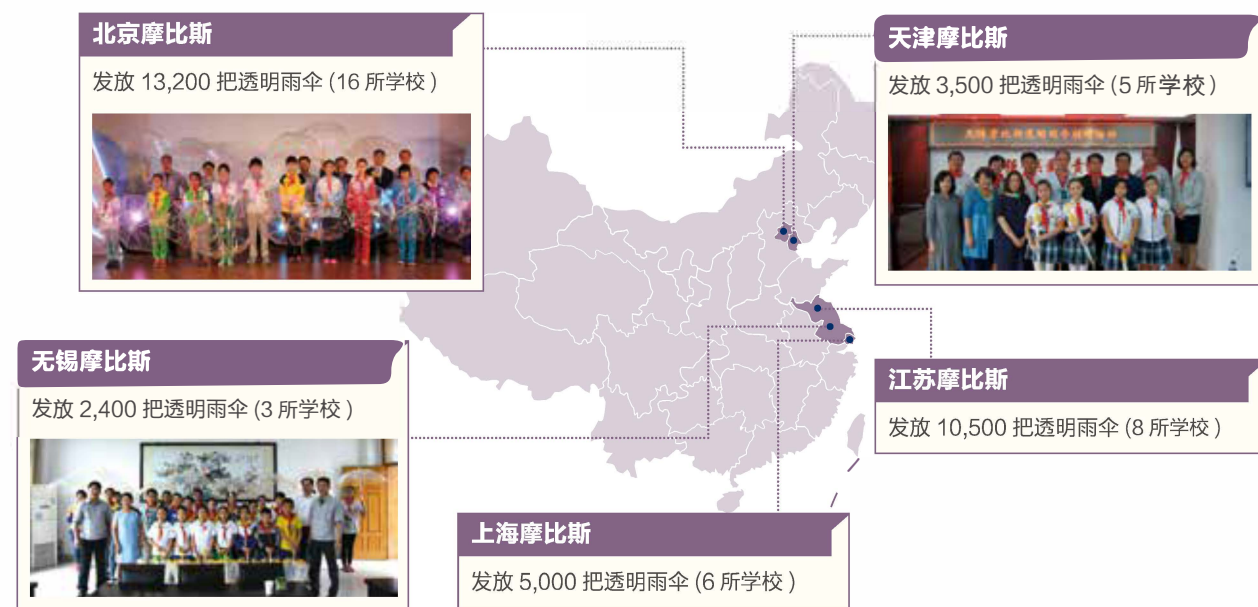 北京摩比斯
发放 13,200 把透明雨伞 (16 所学校 )
天津摩比斯
发放 3,500 把透明雨伞 (5 所学校 )
无锡摩比斯
发放 2,400 把透明雨伞 (3 所学校 )
江苏摩比斯
发放 10,500 把透明雨伞 (8 所学校 )
上海摩比斯
发放 5,000 把透明雨伞 (6 所学校 )